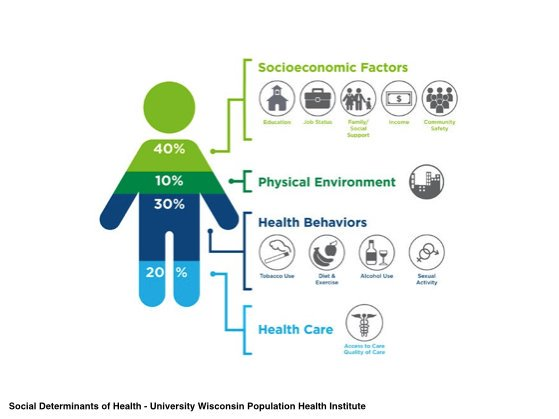 Socioeconomic Factors
Education
Job Status
Family/
Social
Support
Income
Community
Safety
40%
10%
Physical Environment
30%
Health Behaviors
Tobacco Use
Diet &
Exercise
Alcohol Use
Sexual
Activity
20 %
Health Care
Access to Care
Quality of Care
Social Determinants of Health - University Wisconsin Population Health Institute